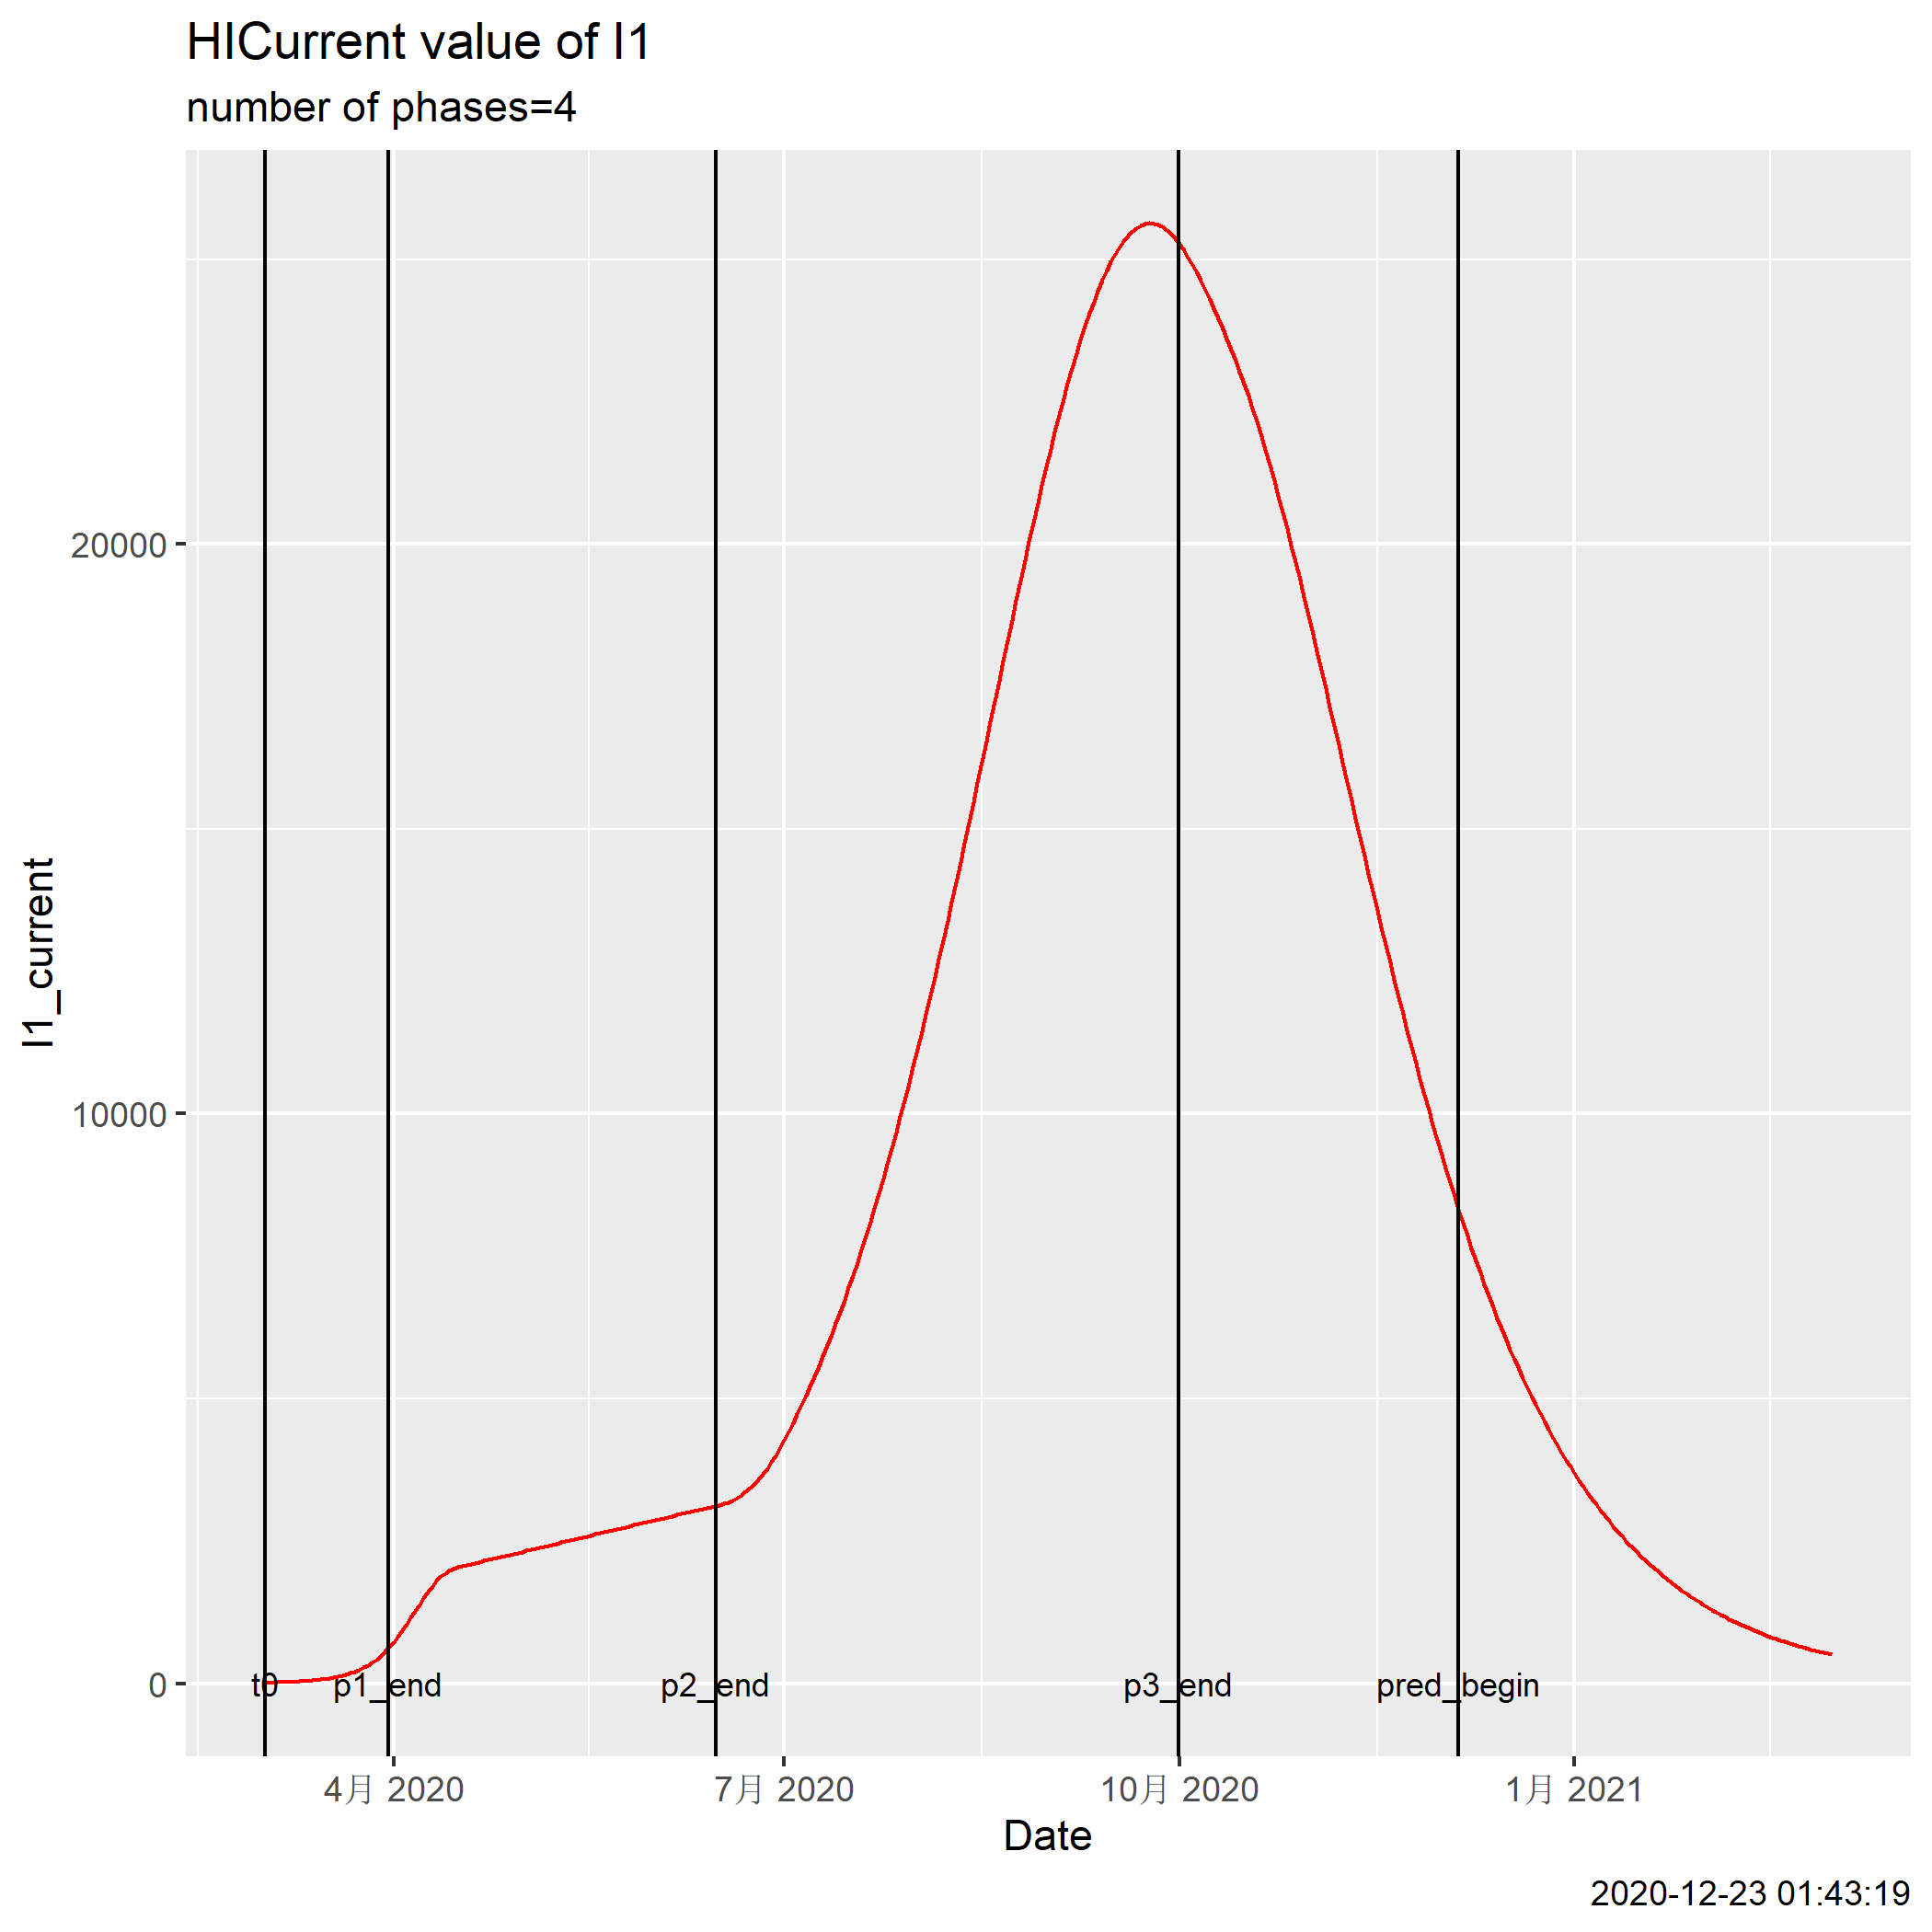 HICurrent value of I1
number of phases=4
I1_current
20000
10000
0
t0 p1_end p2_end p3_end pred_begin
4月 2020 7月 2020 10月 2020 1月 2021
Date
2020-12-23 01:43:19